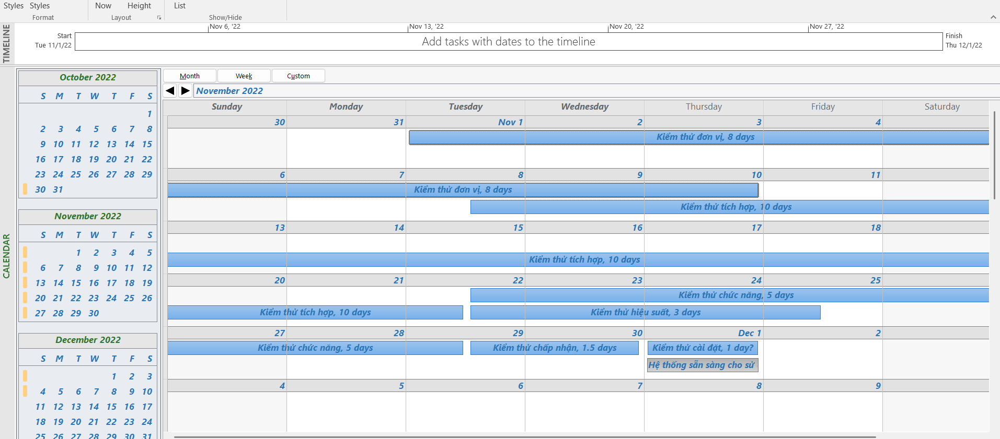 Styles Styles Now Height List
Format Layout Show/Hide
TIMELINE
Nov 6, '22 Nov 13, '22 Nov 20, '22 Nov 27, '22
Start
Tue 11/1/22
Add tasks with dates to the timeline
Finish
Thu 12/1/22
CALENDAR
October 2022
S M T W T F S
1
2 3 4 5 6 7 8
9 10 11 12 13 14 15
16 17 18 19 20 21 22
23 24 25 26 27 28 29
30 31
November 2022
S M T W T F S
1 2 3 4 5
6 7 8 9 10 11 12
13 14 15 16 17 18 19
20 21 22 23 24 25 26
27 28 29 30
December 2022
S M T W T F S
1 2 3
4 5 6 7 8 9 10
11 12 13 14 15 16 17
18 19 20 21 22 23 24
25 26 27 28 29 30 31
Month Week Custom
November 2022
Sunday Monday Tuesday Wednesday Thursday Friday Saturday
30 31 Nov 1 2 3 4
Kiểm thử đơn vị, 8 days
6 7 8 9 10 11
Kiểm thử đơn vị, 8 days
Kiểm thử tích hợp, 10 days
13 14 15 16 17 18
Kiểm thử tích hợp, 10 days
20 21 22 23 24 25
Kiểm thử chức năng, 5 days
Kiểm thử tích hợp, 10 days Kiểm thử hiệu suất, 3 days
27 28 29 30 Dec 1 2
Kiểm thử chức năng, 5 days Kiểm thử chấp nhận, 1.5 days Kiểm thử cài đặt, 1 day?
Hệ thống sẵn sàng cho sử
4 5 6 7 8 9